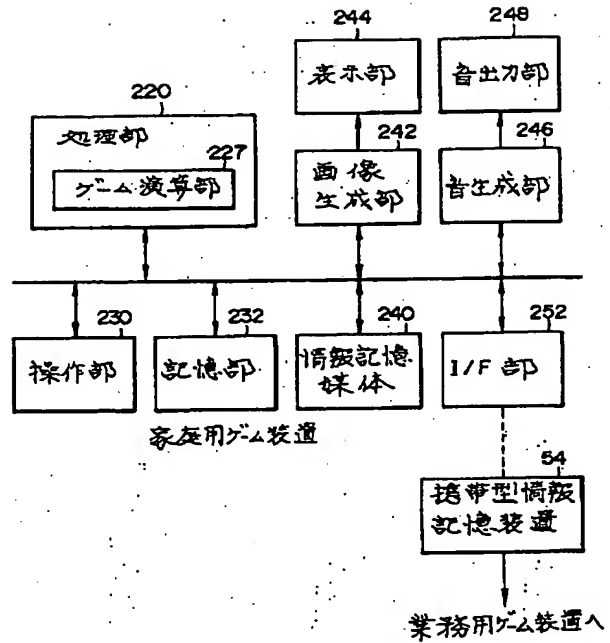 244
表示部
248
音出力部
220
処理部
227
ゲーム演算部
242
画像
生成部
246
音生成部
230
操作部
232
記憶部
240
情報記憶
媒体
252
I/F部
家庭用ゲーム装置
54
携帯型情報
記憶装置
業務用ゲーム装置へ